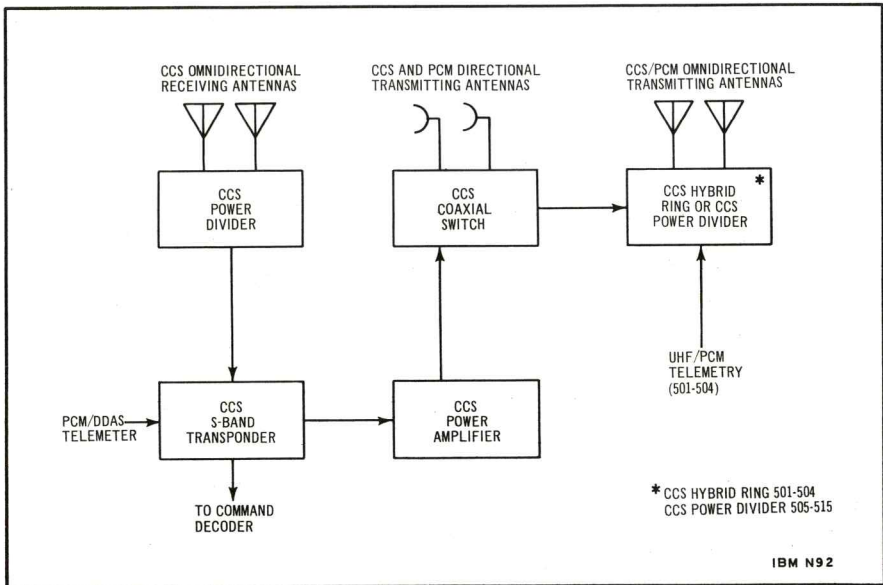 CCS OMNIDIRECTIONAL
RECEIVING ANTENNAS
CCS AND PCM DIRECTIONAL
TRANSMITTING ANTENNAS
CCS/PCM OMNIDIRECTIONAL
TRANSMITTING ANTENNAS
CCS
POWER
DIVIDER
CCS
COAXIAL
SWITCH
*
CCS HYBRID
RING OR CCS
POWER DIVIDER
UHF/PCM
TELEMETRY
(501-504)
PCM/DDAS
TELEMETER
CCS
S-BAND
TRANSPONDER
CCS
POWER
AMPLIFIER
TO COMMAND
DECODER
* CCS HYBRID RING 501-504
CCS POWER DIVIDER 505-515
IBM N92